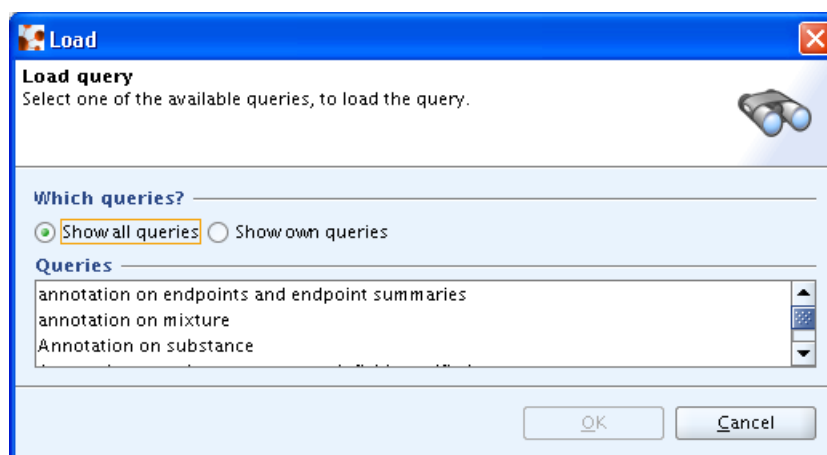 Load
Load query
Select one of the available queries, to load the query.
Which queries?
Show all queries Show own queries
Queries
annotation on endpoints and endpoint summaries
annotation on mixture
Annotation on substance
OK Cancel